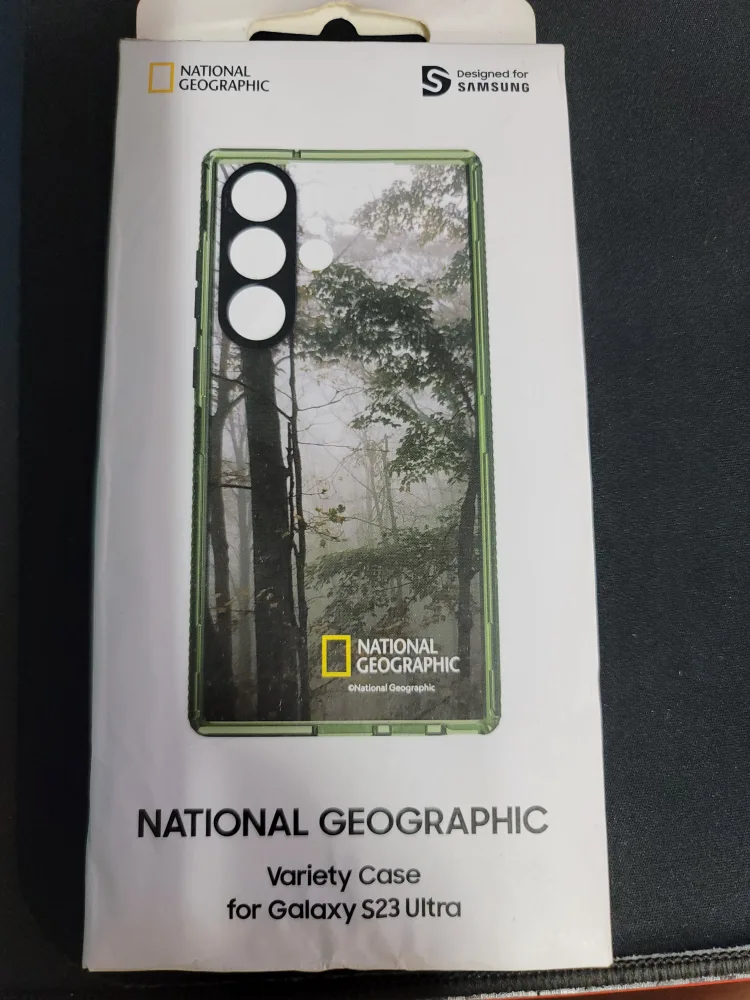 NATIONAL
GEOGRAPHIC
Designed for
SAMSUNG
NATIONAL
GEOGRAPHIC
©National Geographic
NATIONAL GEOGRAPHIC
Variety Case
for Galaxy S23 Ultra